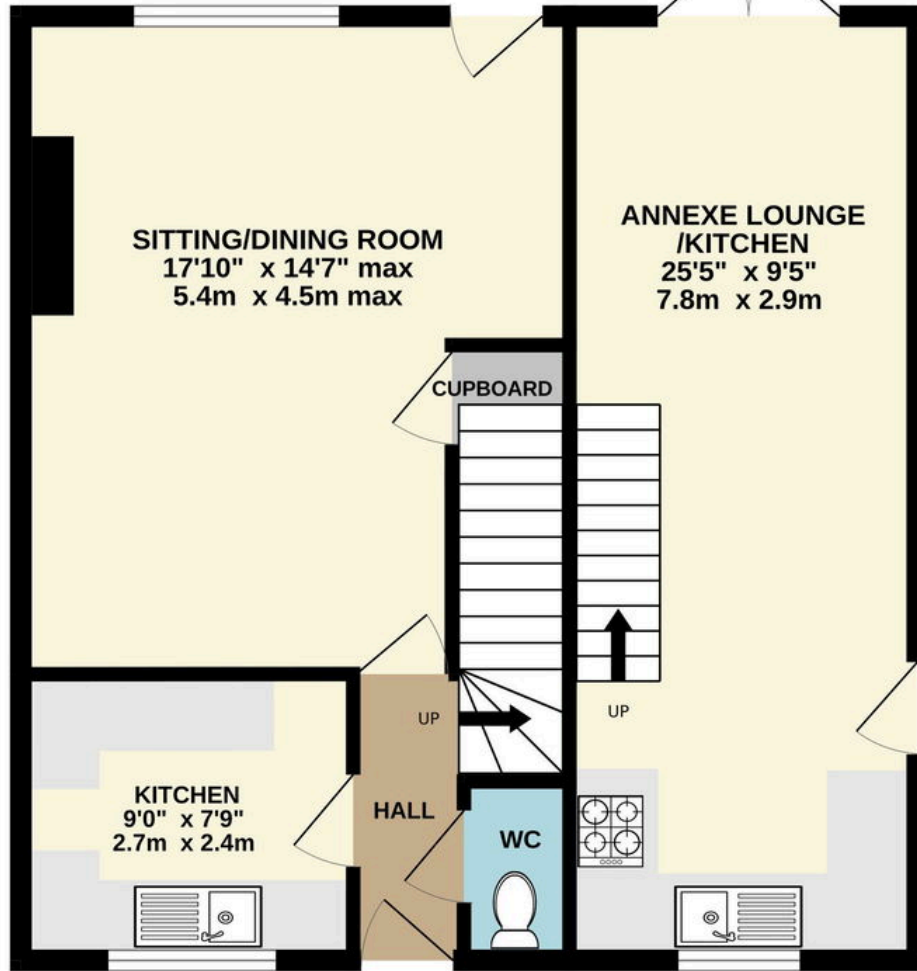 SITTING/DINING ROOM
17'10" x 14'7" max
5.4m x 4.5m max
ANNEXE LOUNGE
/KITCHEN
25'5" x 9'5"
7.8m x 2.9m
CUPBOARD
UP
UP
KITCHEN
9'0" x 7'9"
2.7m x 2.4m
HALL
WC